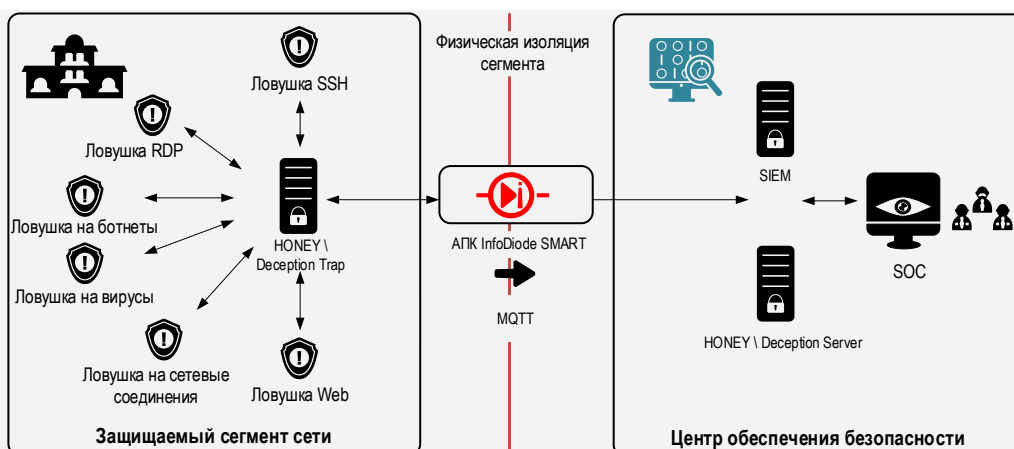 Физическая изоляция
сегмента
Ловушка SSH
Ловушка RDP
Ловушка на ботнеты
HONEY \
Deception Trap
Ловушка на вирусы
Ловушка на сетевые
соединения
Ловушка Web
Защищаемый сегмент сети
Di
АПК InfoDiode SMART
MQTT
SIEM
SOC
HONEY \ Deception Server
Центр обеспечения безопасности